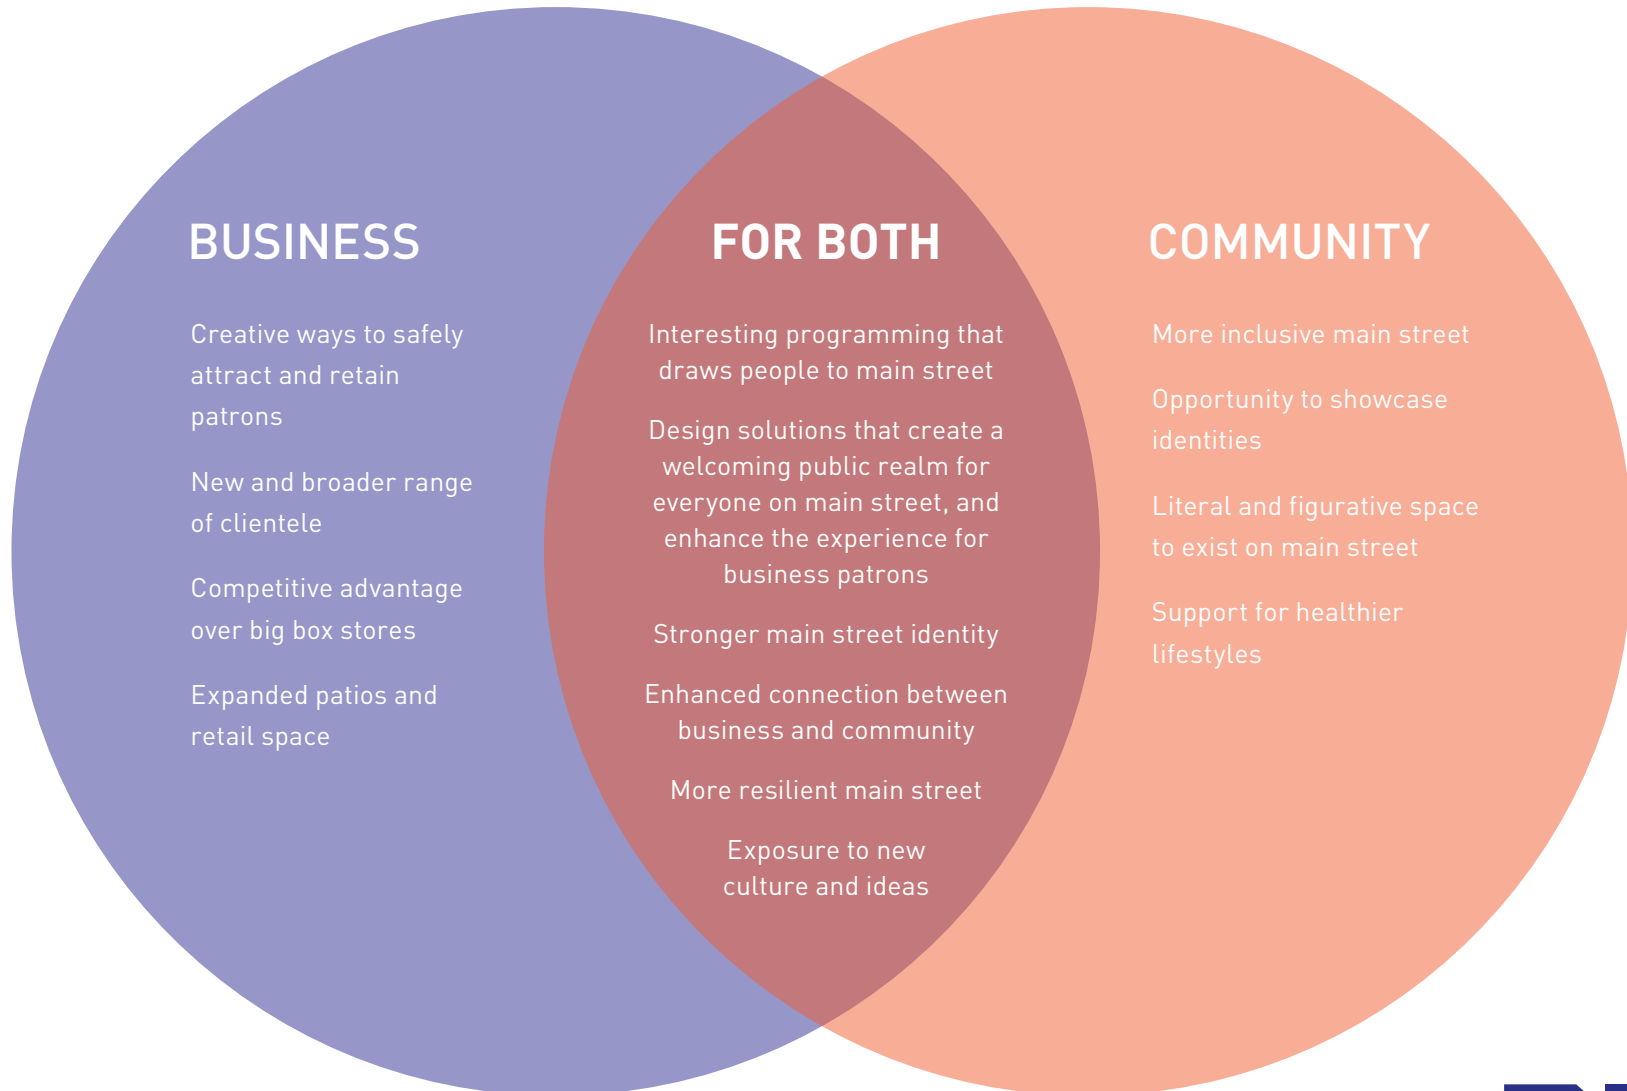 BUSINESS
Creative ways to safely
attract and retain
patrons
New and broader range
of clientele
Competitive advantage
over big box stores
Expanded patios and
retail space
FOR BOTH
Interesting programming that
draws people to main street
Design solutions that create a
welcoming public realm for
everyone on main street, and
enhance the experience for
business patrons
Stronger main street identity
Enhanced connection between
business and community
More resilient main street
Exposure to new
culture and ideas
COMMUNITY
More inclusive main street
Opportunity to showcase
identities
Literal and figurative space
to exist on main street
Support for healthier
lifestyles